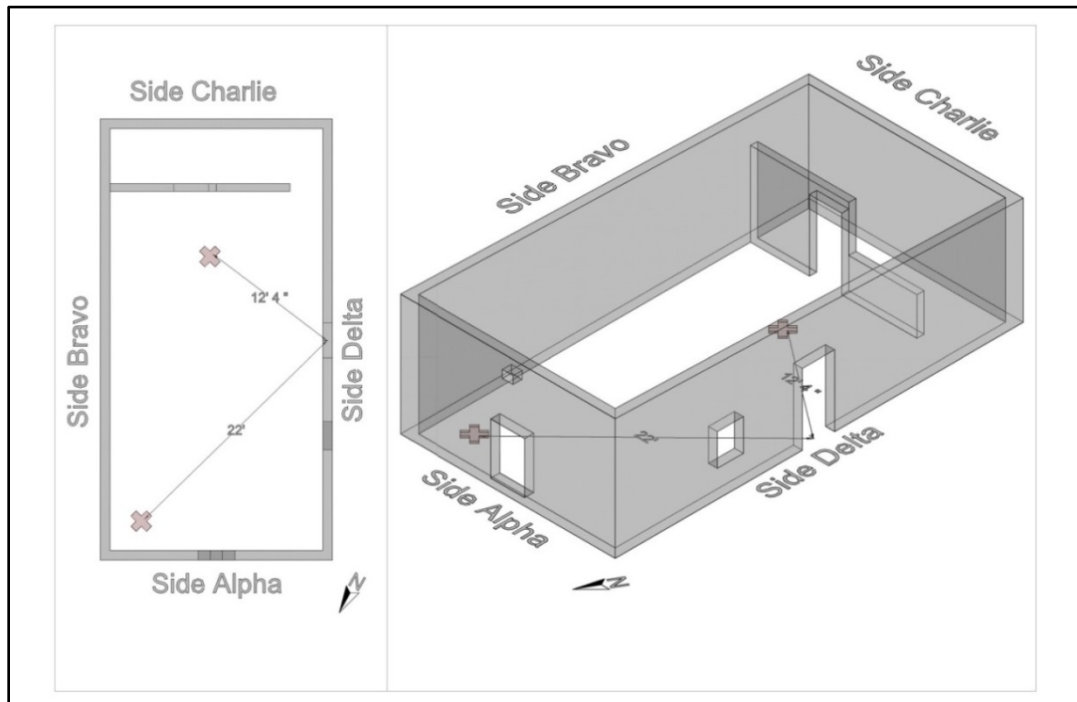 Side Charlie
Side Bravo
12' 4 "
Side Delta
22'
Side Alpha
N
Side Charlie
Side Bravo
12' 4 "
22'
Side Delta
Side Alpha
N